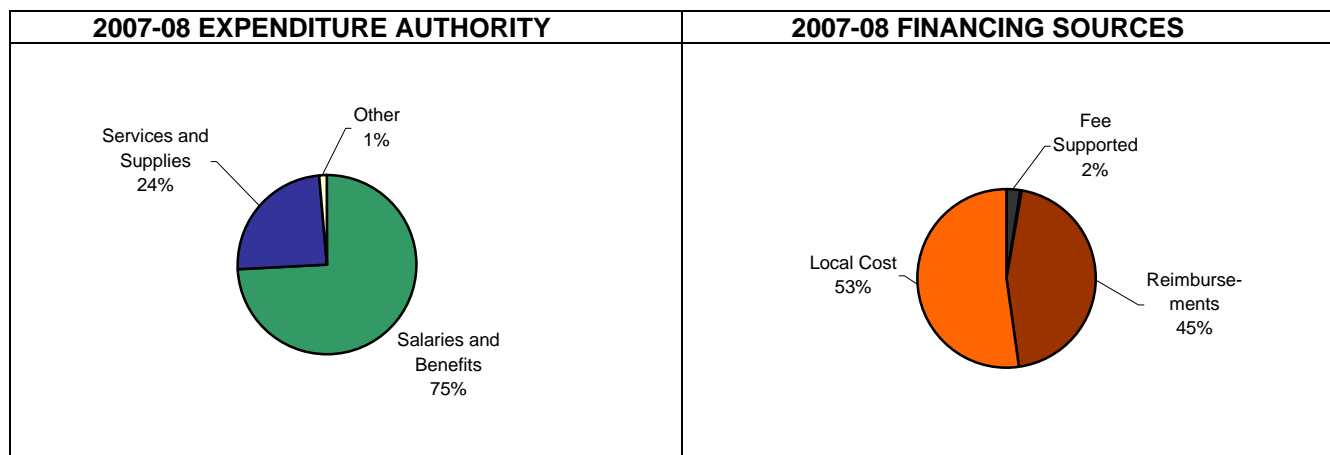 2007-08 EXPENDITURE AUTHORITY
Other
1%
Services and
Supplies
24%
Salaries and
Benefits
75%
2007-08 FINANCING SOURCES
Fee
Supported
2%
Local Cost
53%
Reimburse-
ments
45%